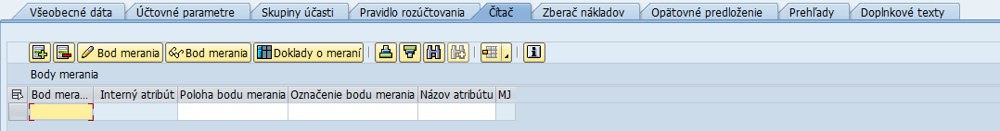 Všeobecné dáta Účtovné parametre Skupiny účasti Pravidlo rozúčtovania Čítač Zberač nákladov Opätovné predloženie Prehľady Doplnkové texty
Bod merania Bod merania Doklady o meraní
Body merania
Bod mera... Interný atribút Poloha bodu merania Označenie bodu merania Názov atribútu MJ